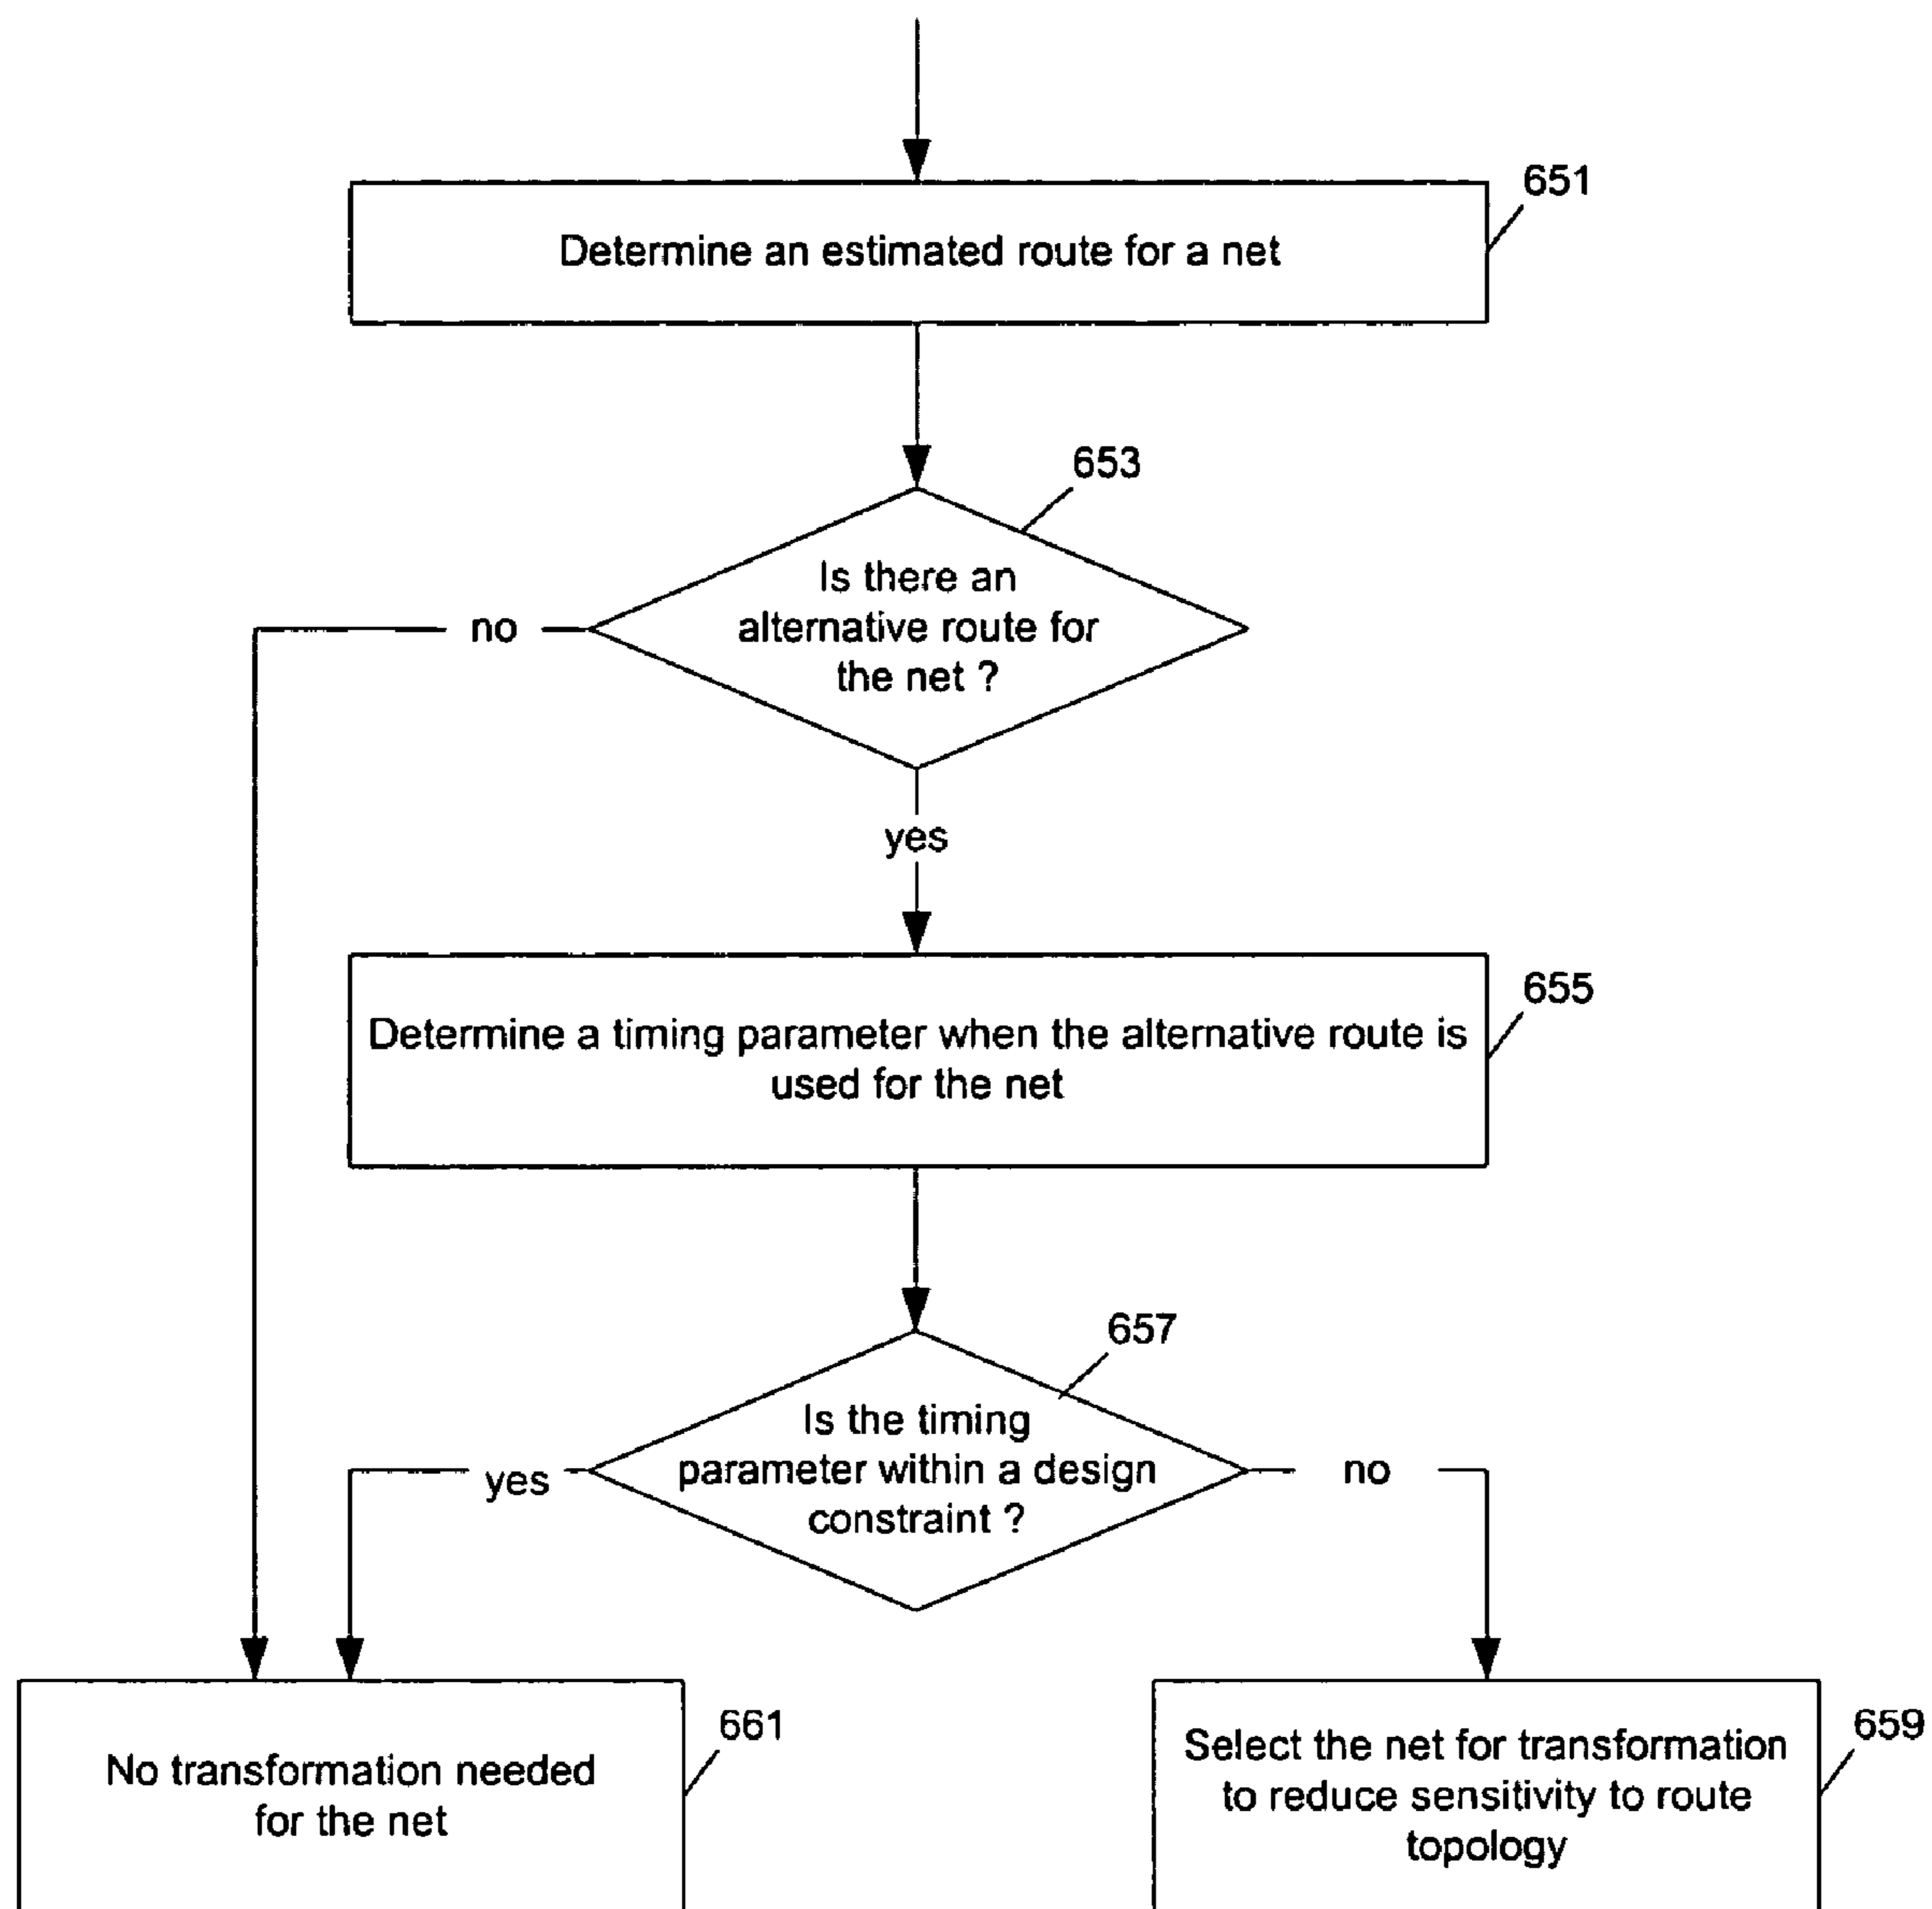 651
Determine an estimated route for a net
653
Is there an
alternative route for
the net ?
no
yes
655
Determine a timing parameter when the alternative route is
used for the net
657
Is the timing
parameter within a design
constraint ?
yes
no
661
No transformation needed
for the net
659
Select the net for transformation
to reduce sensitivity to route
topology